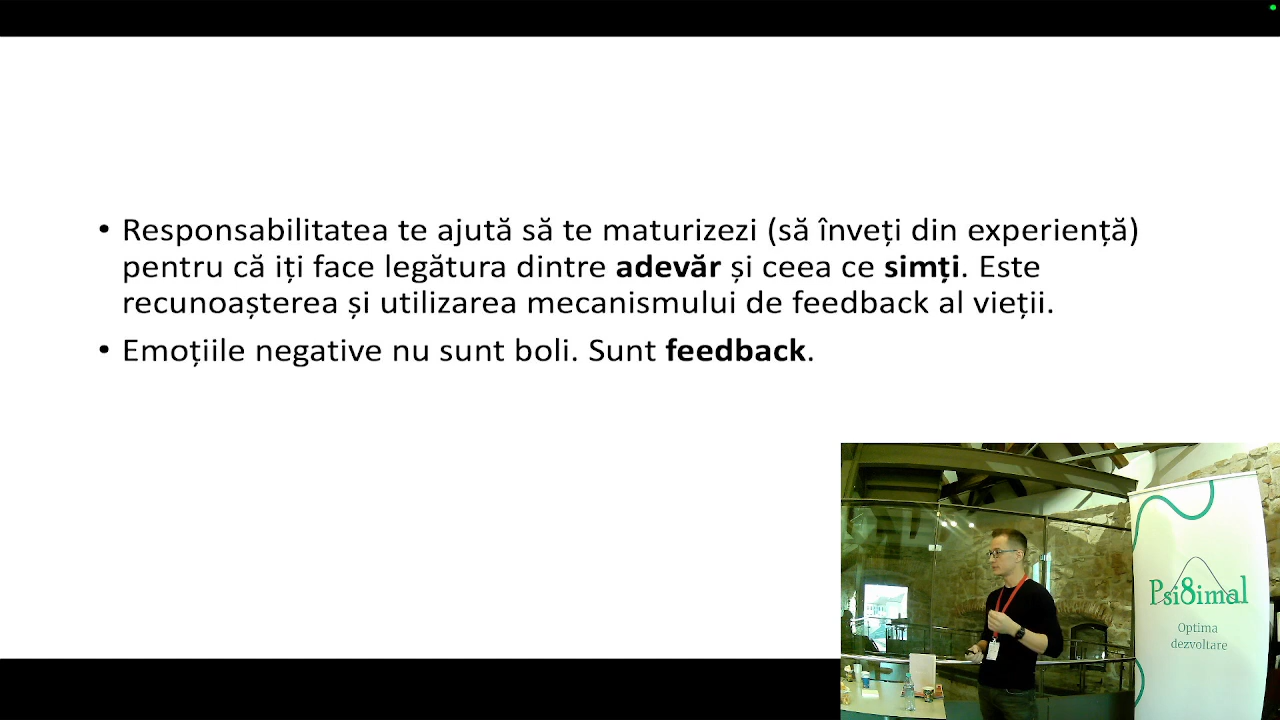 • Responsabilitatea te ajută să te maturizezi (să înveți din experiență)
pentru că iți face legătura dintre adevăr și ceea ce simți. Este
recunoașterea și utilizarea mecanismului de feedback al vieții.
• Emoțiile negative nu sunt boli. Sunt feedback.
Psi8imal
Optima
dezvoltare